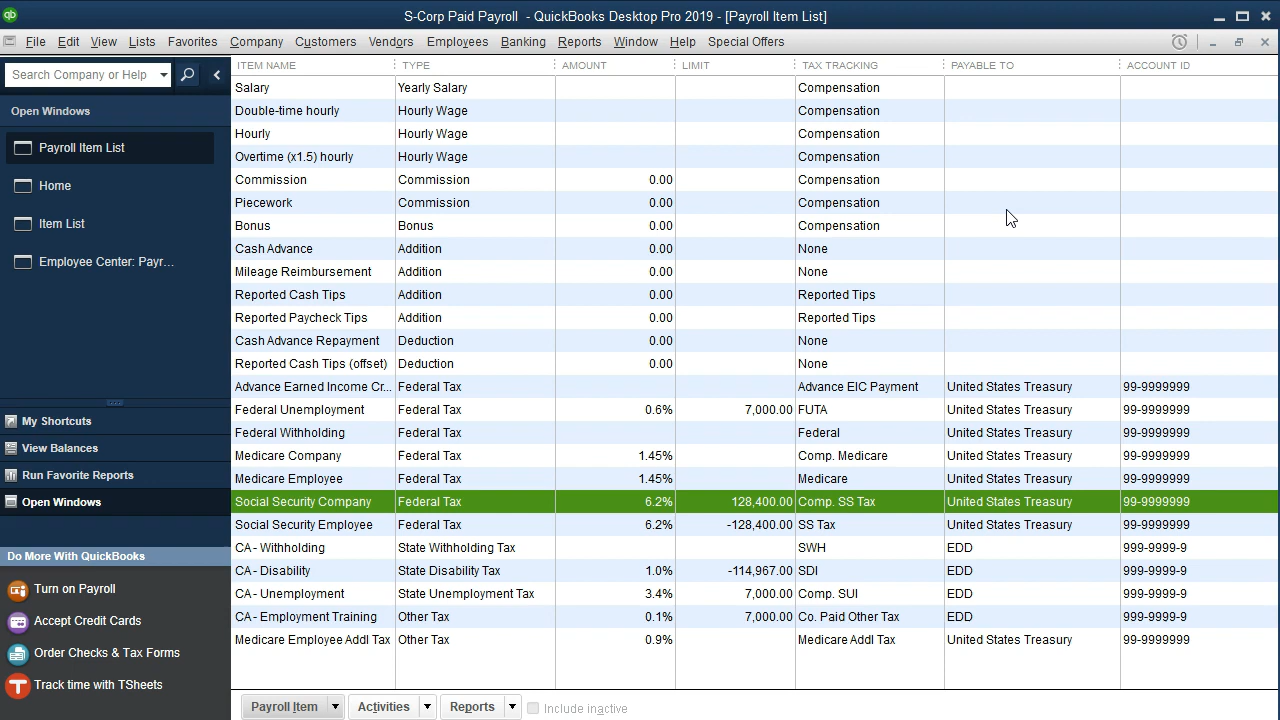 qb
S-Corp Paid Payroll - QuickBooks Desktop Pro 2019 - [Payroll Item List]
File Edit View Lists Favorites Company Customers Vendors Employees Banking Reports Window Help Special Offers
Search Company or Help
Open Windows
Payroll Item List
Home
Item List
Employee Center: Payr...
My Shortcuts
View Balances
Run Favorite Reports
Open Windows
Do More With QuickBooks
Turn on Payroll
Accept Credit Cards
Order Checks & Tax Forms
Track time with TSheets
ITEM NAME TYPE AMOUNT LIMIT TAX TRACKING PAYABLE TO ACCOUNT ID
Salary Yearly Salary Compensation
Double-time hourly Hourly Wage Compensation
Hourly Hourly Wage Compensation
Overtime (x1.5) hourly Hourly Wage Compensation
Commission Commission 0.00 Compensation
Piecework Commission 0.00 Compensation
Bonus Bonus 0.00 Compensation
Cash Advance Addition 0.00 None
Mileage Reimbursement Addition 0.00 None
Reported Cash Tips Addition 0.00 Reported Tips
Reported Paycheck Tips Addition 0.00 Reported Tips
Cash Advance Repayment Deduction 0.00 None
Reported Cash Tips (offset) Deduction 0.00 None
Advance Earned Income Cr... Federal Tax Advance EIC Payment United States Treasury 99-9999999
Federal Unemployment Federal Tax 0.6% 7,000.00 FUTA United States Treasury 99-9999999
Federal Withholding Federal Tax Federal United States Treasury 99-9999999
Medicare Company Federal Tax 1.45% Comp. Medicare United States Treasury 99-9999999
Medicare Employee Federal Tax 1.45% Medicare United States Treasury 99-9999999
Social Security Company Federal Tax 6.2% 128,400.00 Comp. SS Tax United States Treasury 99-9999999
Social Security Employee Federal Tax 6.2% -128,400.00 SS Tax United States Treasury 99-9999999
CA - Withholding State Withholding Tax SWH EDD 999-9999-9
CA - Disability State Disability Tax 1.0% -114,967.00 SDI EDD 999-9999-9
CA - Unemployment State Unemployment Tax 3.4% 7,000.00 Comp. SUI EDD 999-9999-9
CA - Employment Training Other Tax 0.1% 7,000.00 Co. Paid Other Tax EDD 999-9999-9
Medicare Employee Addl Tax Other Tax 0.9% Medicare Addl Tax United States Treasury 99-9999999
Payroll Item Activities Reports Include inactive